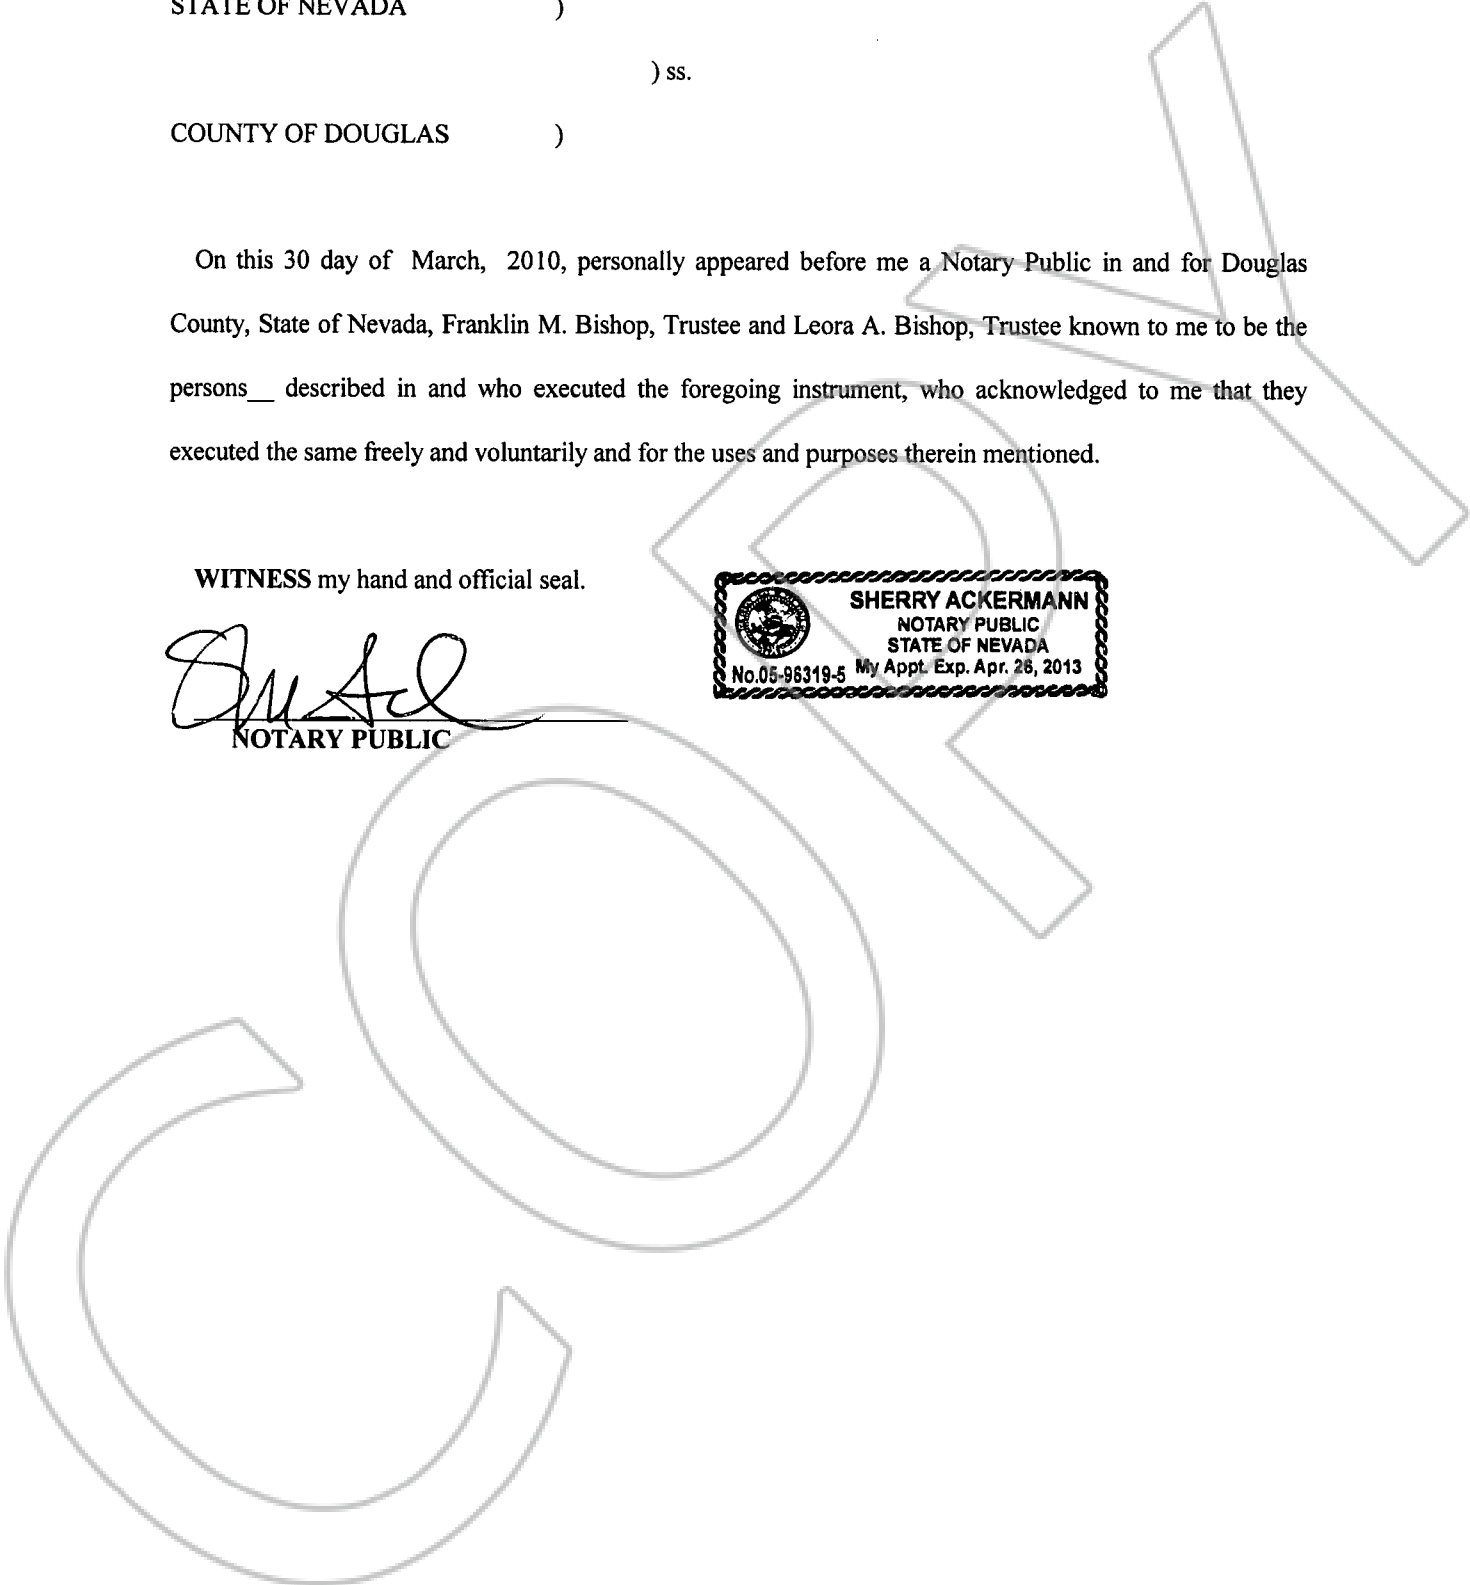 STATE OF NEVADA )
) ss.
COUNTY OF DOUGLAS )
On this 30 day of March, 2010, personally appeared before me a Notary Public in and for Douglas
County, State of Nevada, Franklin M. Bishop, Trustee and Leora A. Bishop, Trustee known to me to be the
persons__ described in and who executed the foregoing instrument, who acknowledged to me that they
executed the same freely and voluntarily and for the uses and purposes therein mentioned.
WITNESS my hand and official seal.
SHERRY ACKERMANN
NOTARY PUBLIC
STATE OF NEVADA
No.05-96319-5 My Appt. Exp. Apr. 26, 2013
NOTARY PUBLIC
COPY